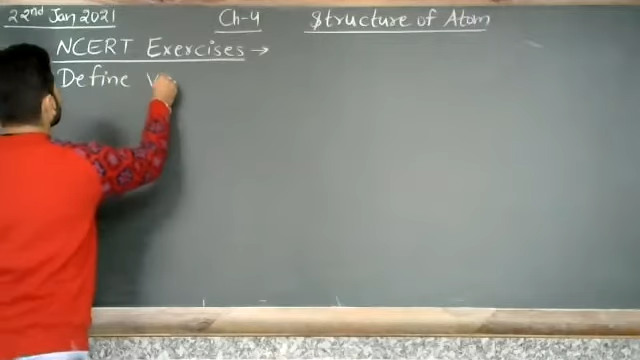 22nd Jan 2021 Ch-4 Structure of Atom
NCERT Exercises →
Define